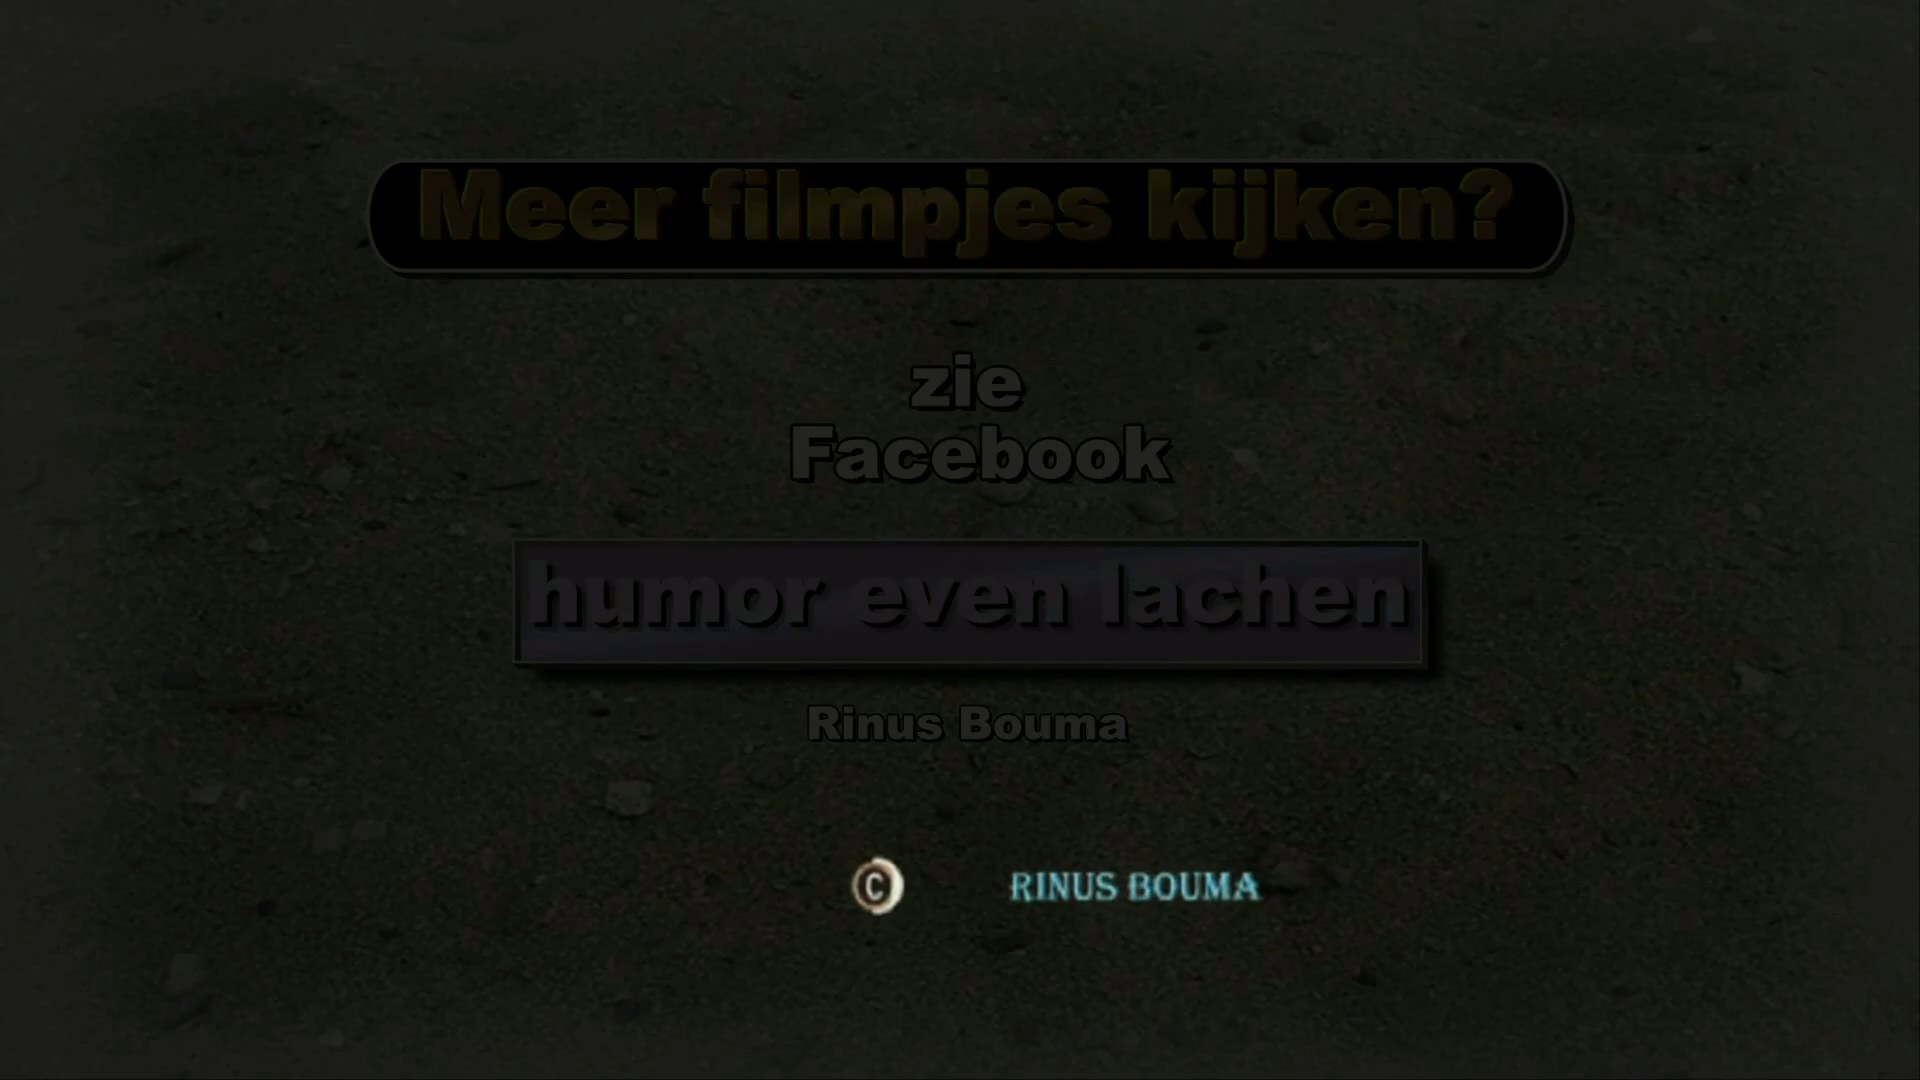 Meer filmpjes kijken?
zie
Facebook
humor even lachen
Rinus Bouma
© RINUS BOUMA